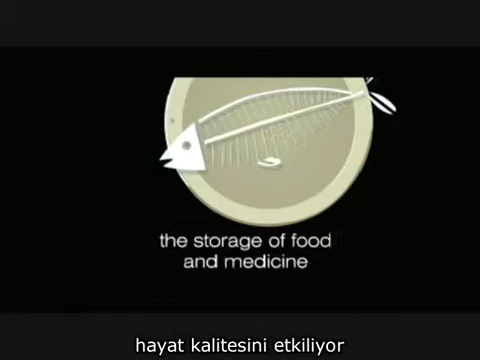 the storage of food
and medicine
hayat kalitesini etkiliyor